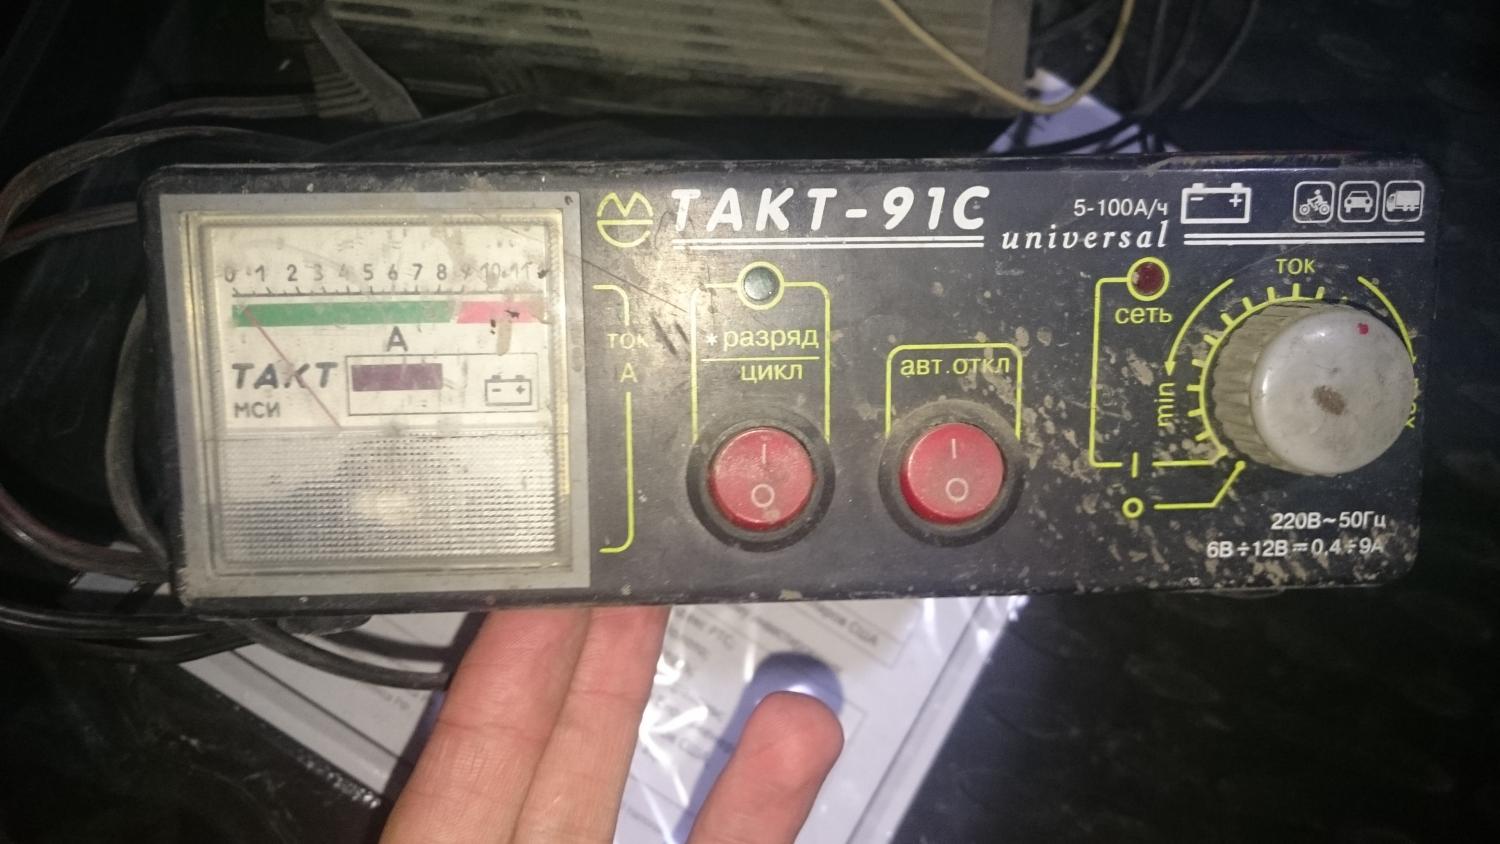 ТАКТ-91С
5-100А/ч
universal
0 1 2 3 4 5 6 7 8 9 10 11
А
ТАКТ
МСИ
ТОК
А
*разряд
цикл
авт.откл
сеть
ТОК
min
220В~50Гц
6В÷12В=0,4÷9А
США